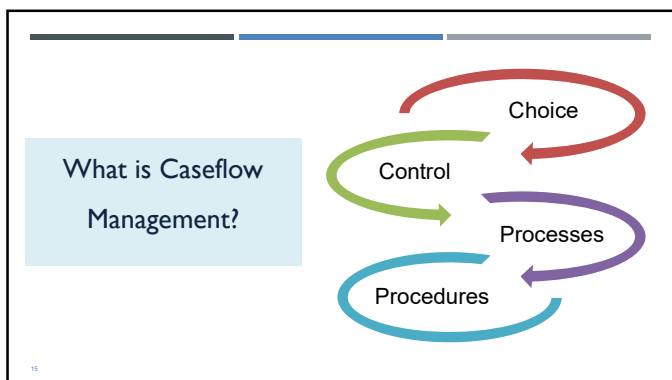 What is Caseflow
Management?
Choice
Control
Processes
Procedures
15